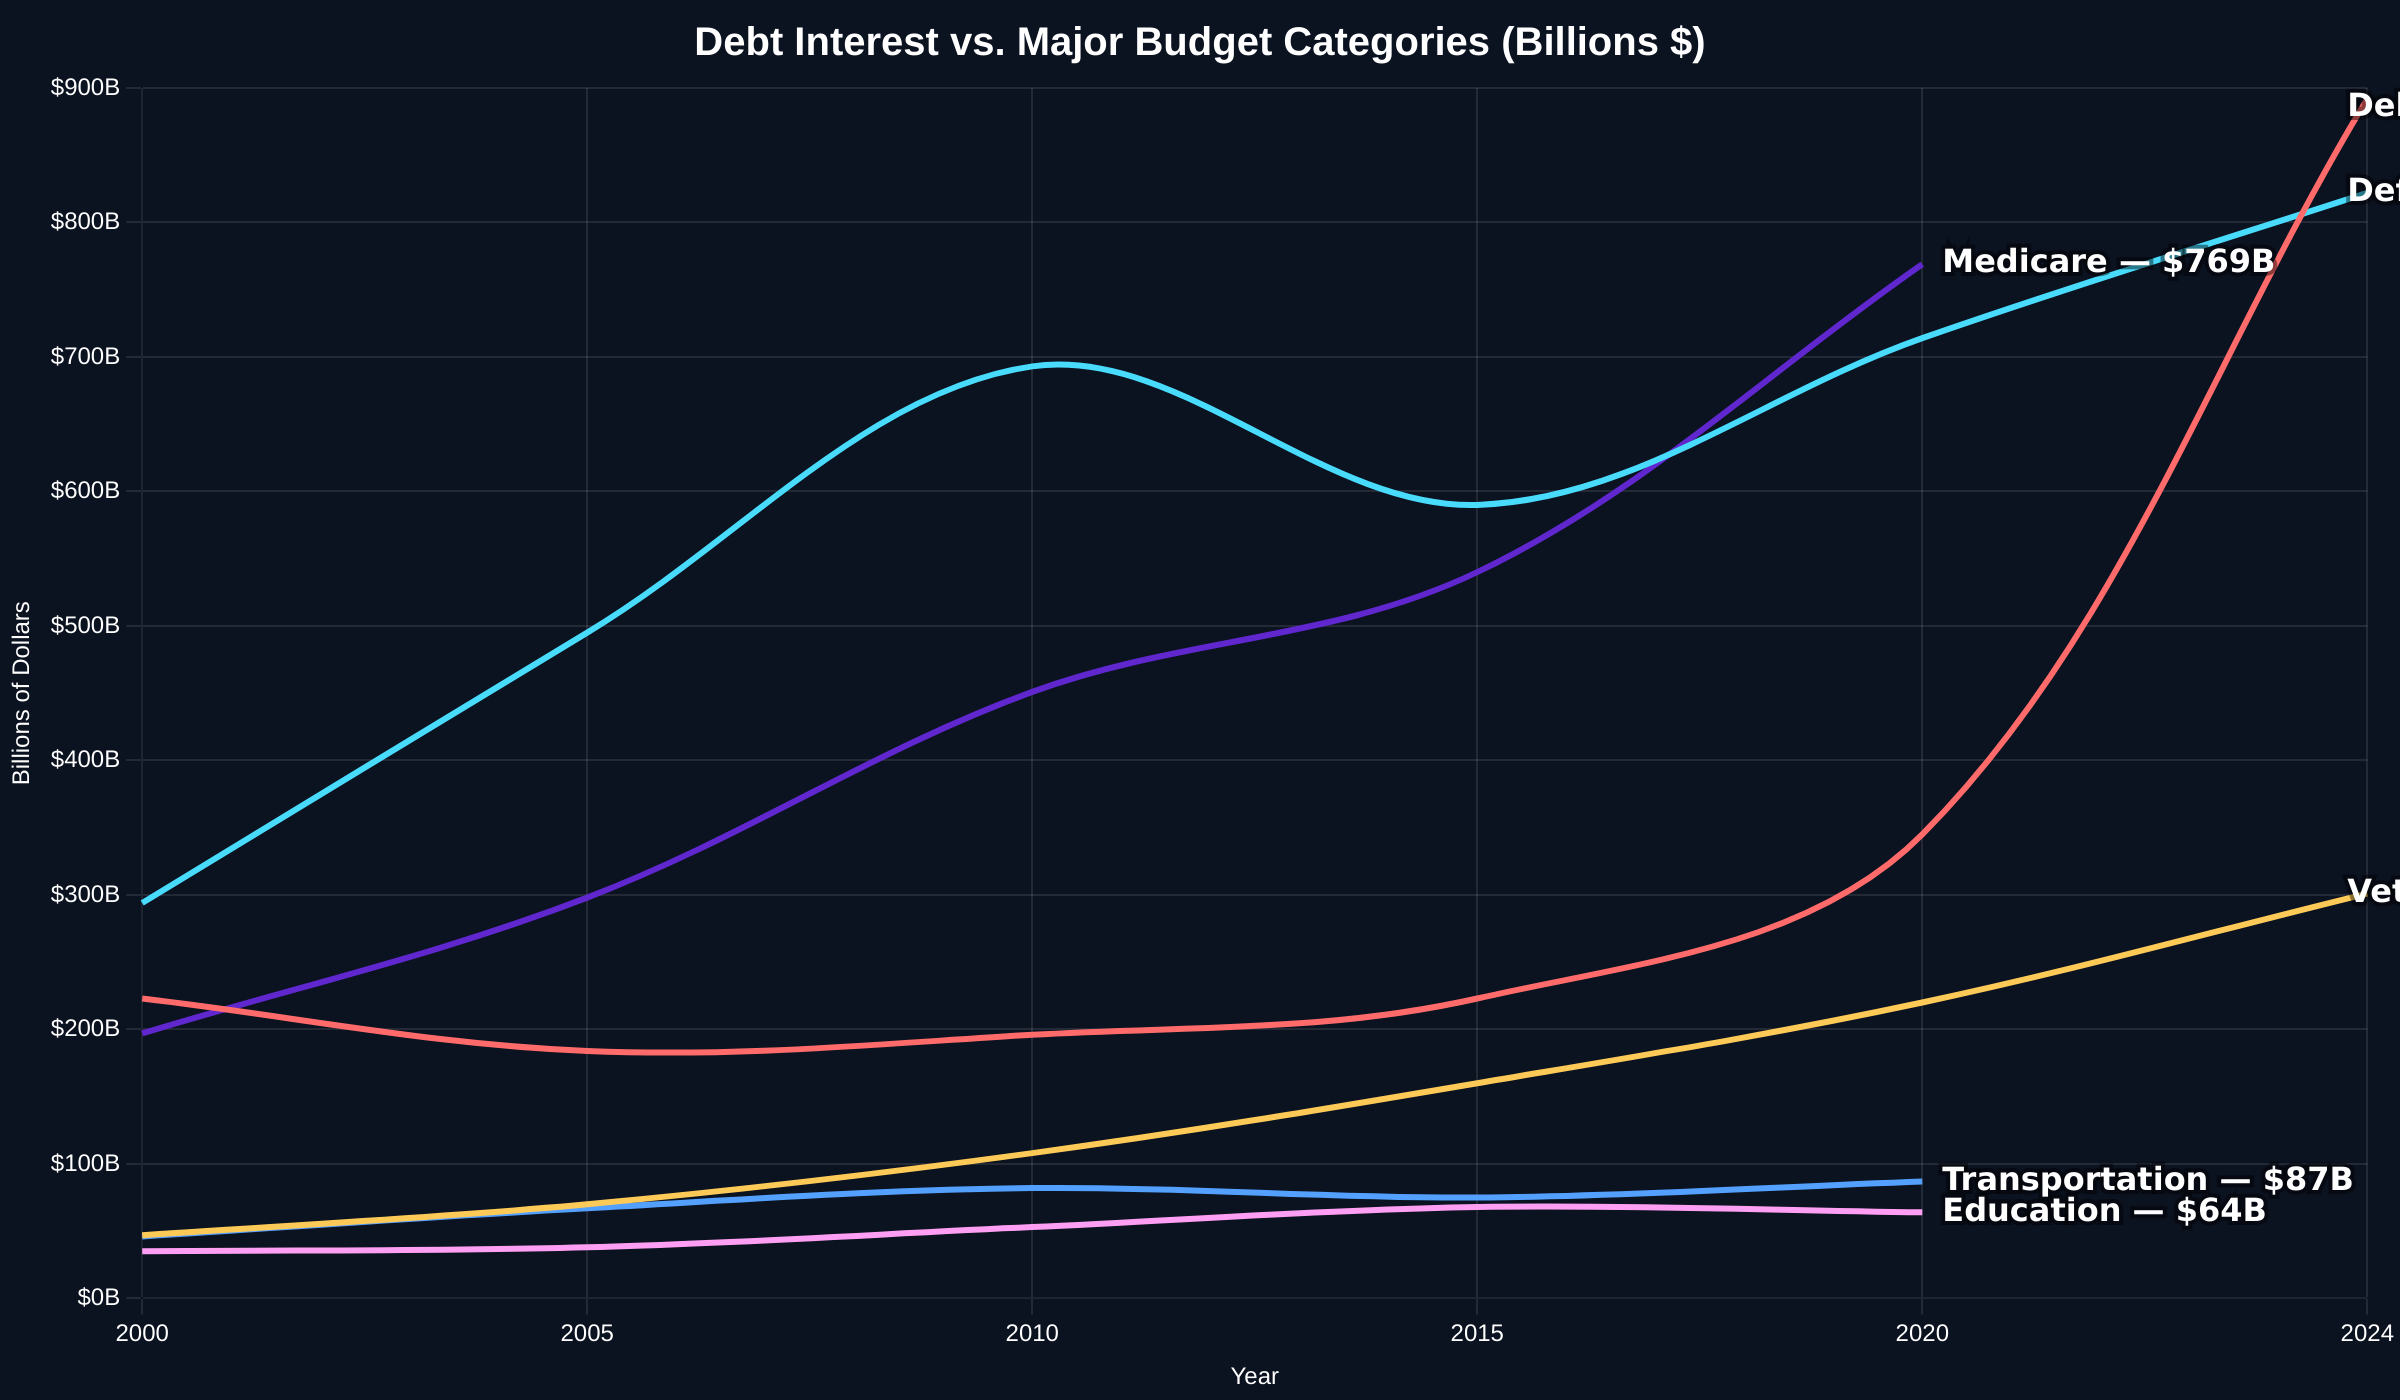 Debt Interest vs. Major Budget Categories (Billions $)
$900B
$800B
$700B
$600B
$500B
$400B
$300B
$200B
$100B
$0B
Billions of Dollars
Medicare — $769B
Transportation — $87B
Education — $64B
2000
2005
2010
2015
2020
2024
Year